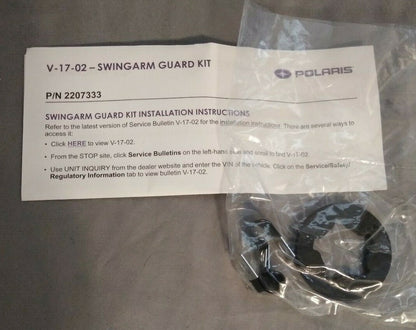 V-17-02 – SWINGARM GUARD KIT
POLARIS
P/N 2207333
SWINGARM GUARD KIT INSTALLATION INSTRUCTIONS
Refer to the latest version of Service Bulletin V-17-02 for the installation instructions. There are several ways to
access it:
• Click HERE to view V-17-02.
• From the STOP site, click Service Bulletins on the left-hand side and scroll to find V-17-02.
• Use UNIT INQUIRY from the dealer website and enter the VIN of the vehicle. Click on the Service/Safety/
Regulatory Information tab to view bulletin V-17-02.